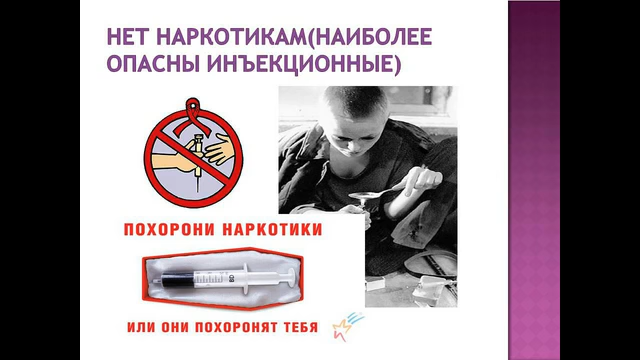 НЕТ НАРКОТИКАМ(НАИБОЛЕЕ
ОПАСНЫ ИНЪЕКЦИОННЫЕ)
ПОХОРОНИ НАРКОТИКИ
ИЛИ ОНИ ПОХОРОНЯТ ТЕБЯ